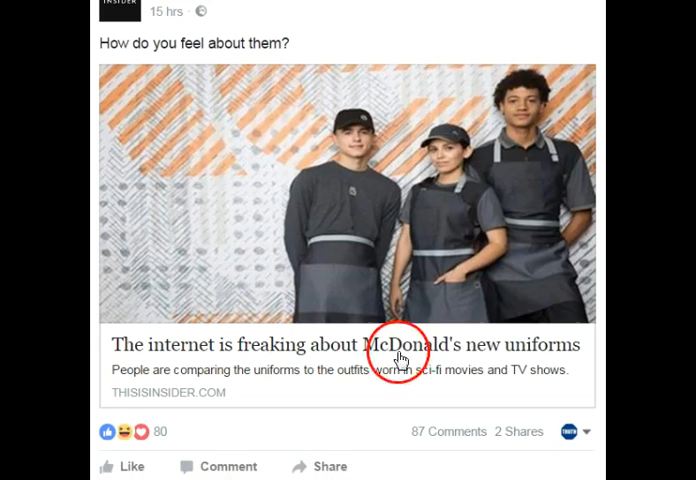 INSIDER
15 hrs ·
How do you feel about them?
The internet is freaking about McDonald's new uniforms
People are comparing the uniforms to the outfits worn in sci-fi movies and TV shows.
THISISINSIDER.COM
80
87 Comments 2 Shares
TRUTH
Like Comment Share